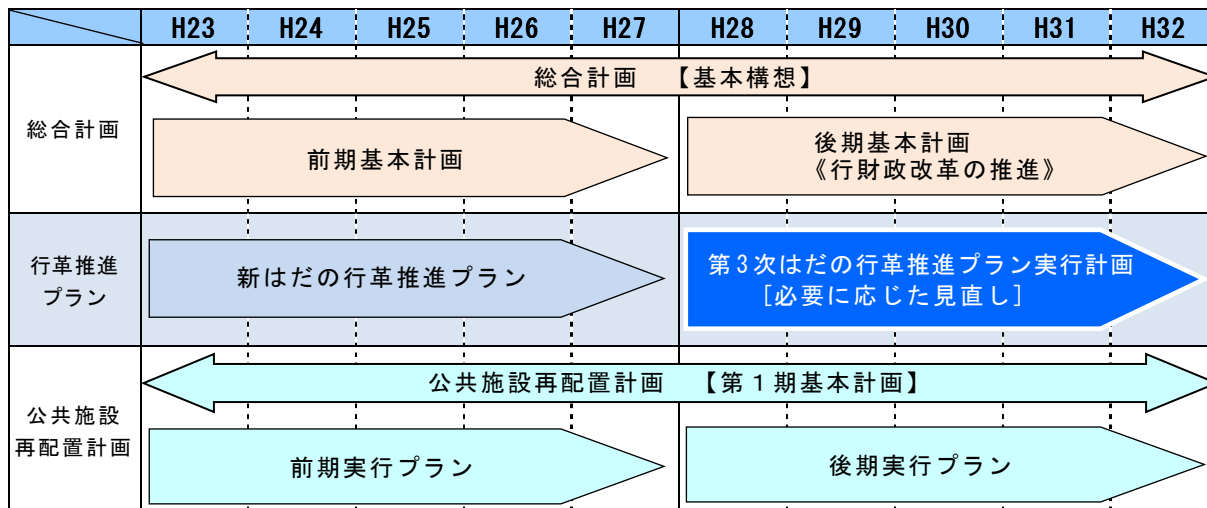 H23 H24 H25 H26 H27 H28 H29 H30 H31 H32
総合計画
総合計画　【基本構想】
前期基本計画
後期基本計画
《行財政改革の推進》
行革推進
プラン
新はだの行革推進プラン
第3次はだの行革推進プラン実行計画
[必要に応じた見直し]
公共施設
再配置計画
公共施設再配置計画　【第1期基本計画】
前期実行プラン
後期実行プラン